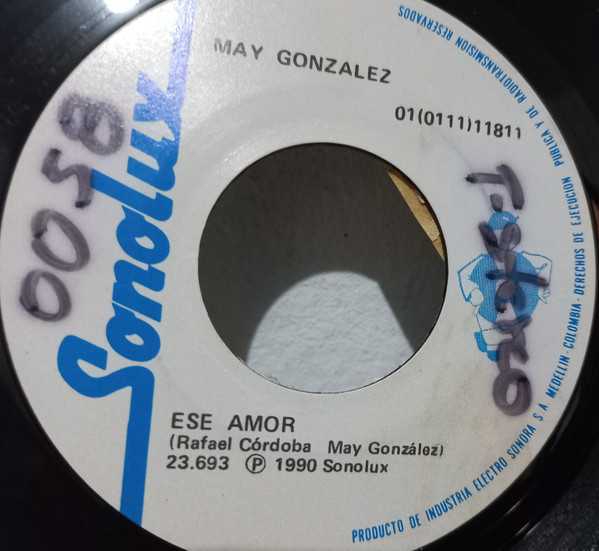 MAY GONZALEZ
01(0111)11811
Sonolux
0058
ESE AMOR
(Rafael Córdoba May González)
23.693 Ⓟ 1990 Sonolux
PRODUCTO DE INDUSTRIA ELECTRO SONORA S.A. MEDELLIN - COLOMBIA - DERECHOS DE EJECUCION PUBLICA Y DE RADIOTRANSMISION RESERVADOS